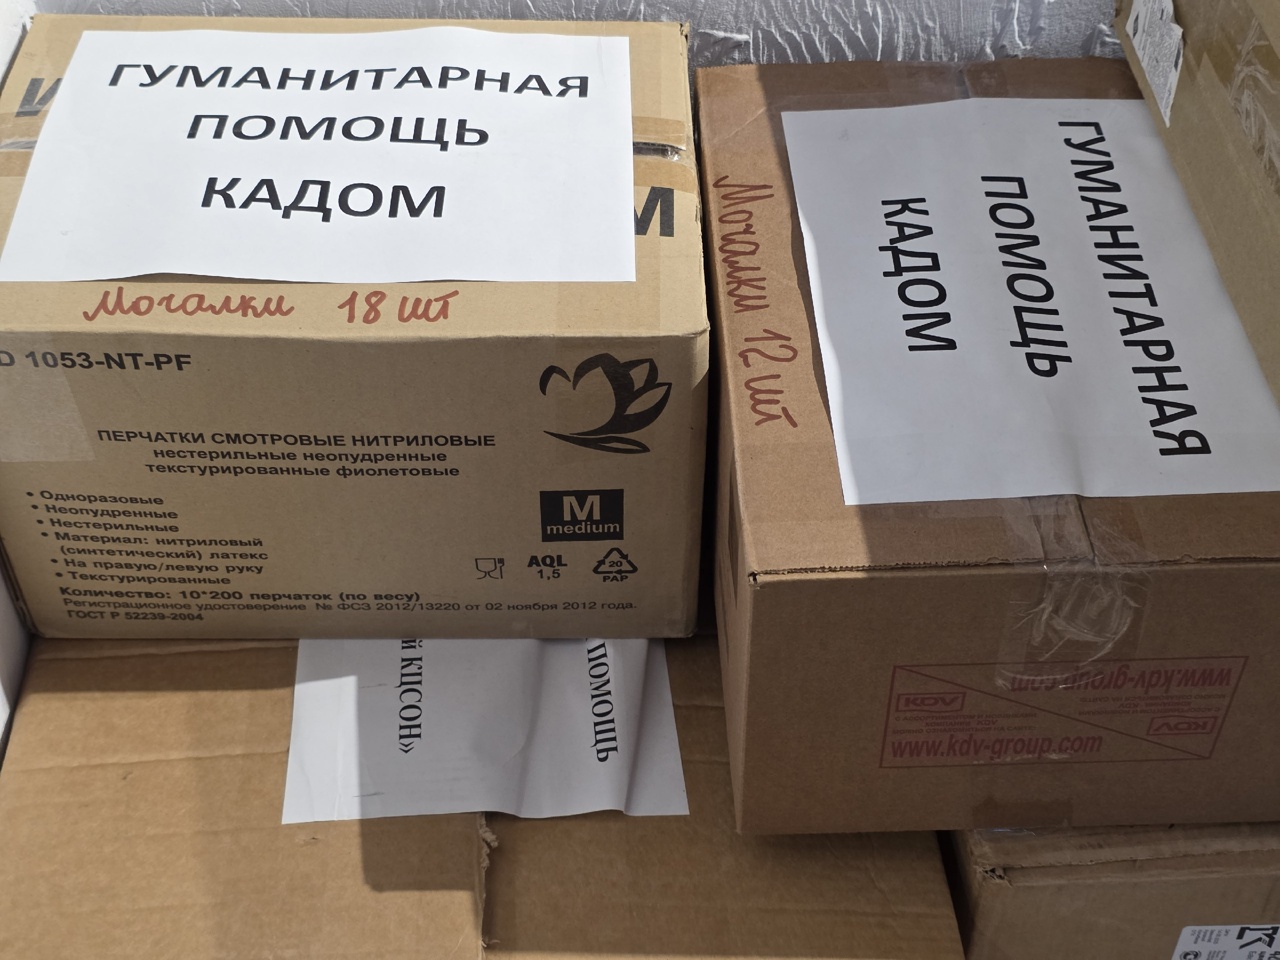 ГУМАНИТАРНАЯ
ПОМОЩЬ
КАДОМ
М
Мочалки 18 шт
D 1053-NT-PF
ПЕРЧАТКИ СМОТРОВЫЕ НИТРИЛОВЫЕ
нестерильные неопудренные
текстурированные фиолетовые
• Одноразовые
• Неопудренные
• Нестерильные
• Материал: нитриловый
(синтетический) латекс
• На правую/левую руку
• Текстурированные
Количество: 10*200 перчаток (по весу)
Регистрационное удостоверение № ФСЗ 2012/13220 от 02 ноября 2012 года.
ГОСТ Р 52239-2004
M
medium
AQL
1,5
20
PAP
ГУМАНИТАРНАЯ
ПОМОЩЬ
КАДОМ
Мочалки 12 шт
www.kdv-group.com
KDV
KDV
www.kdv-group.com
ПОМОЩЬ
й КЦСОН»